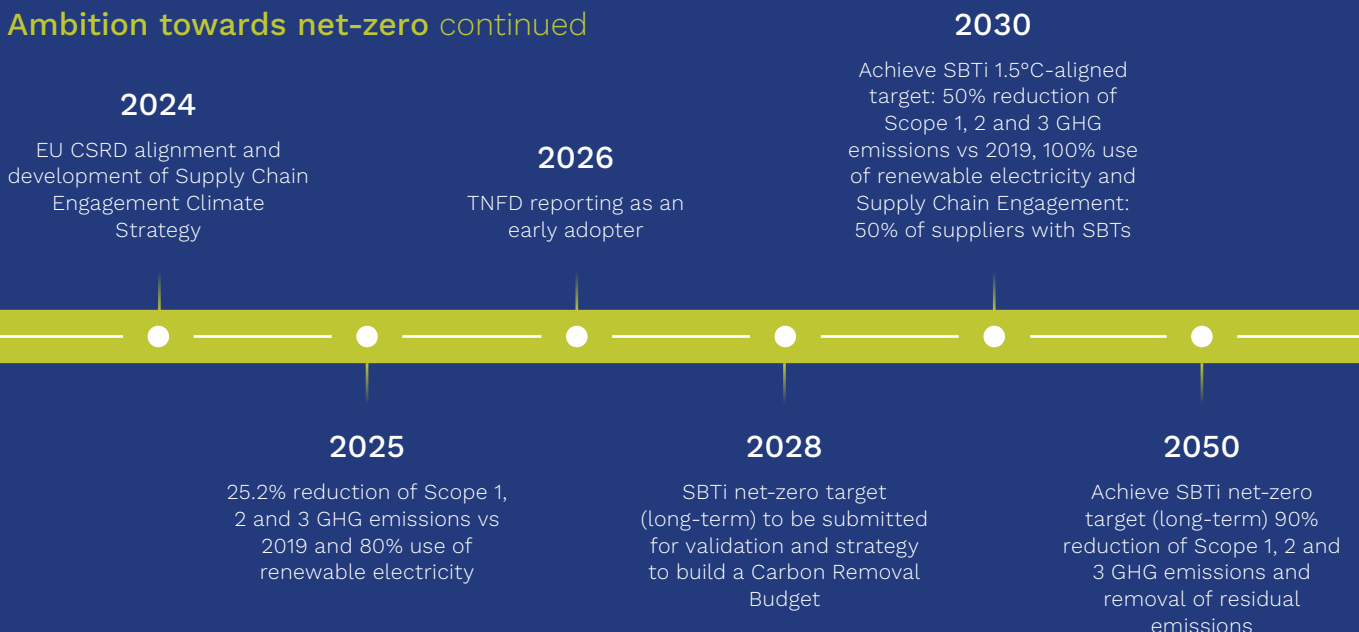 Ambition towards net-zero continued
2024
EU CSRD alignment and
development of Supply Chain
Engagement Climate
Strategy
2025
25.2% reduction of Scope 1,
2 and 3 GHG emissions vs
2019 and 80% use of
renewable electricity
2026
TNFD reporting as an
early adopter
2028
SBTi net-zero target
(long-term) to be submitted
for validation and strategy
to build a Carbon Removal
Budget
2030
Achieve SBTi 1.5°C-aligned
target: 50% reduction of
Scope 1, 2 and 3 GHG
emissions vs 2019, 100% use
of renewable electricity and
Supply Chain Engagement:
50% of suppliers with SBTs
2050
Achieve SBTi net-zero
target (long-term) 90%
reduction of Scope 1, 2 and
3 GHG emissions and
removal of residual
emissions